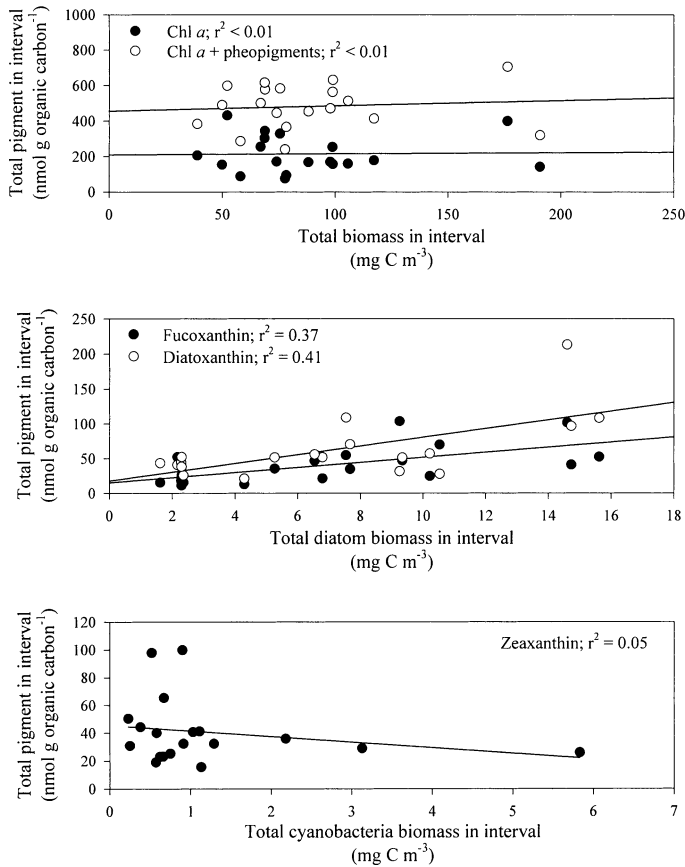 Total pigment in interval
(nmol g organic carbon⁻¹)
1000
800
600
400
200
0
Chl a; r² < 0.01
Chl a + pheopigments; r² < 0.01
0 50 100 150 200 250
Total biomass in interval
(mg C m⁻³)
Total pigment in interval
(nmol g organic carbon⁻¹)
250
200
150
100
50
0
Fucoxanthin; r² = 0.37
Diatoxanthin; r² = 0.41
0 2 4 6 8 10 12 14 16 18
Total diatom biomass in interval
(mg C m⁻³)
Total pigment in interval
(nmol g organic carbon⁻¹)
120
100
80
60
40
20
0
Zeaxanthin; r² = 0.05
0 1 2 3 4 5 6 7
Total cyanobacteria biomass in interval
(mg C m⁻³)